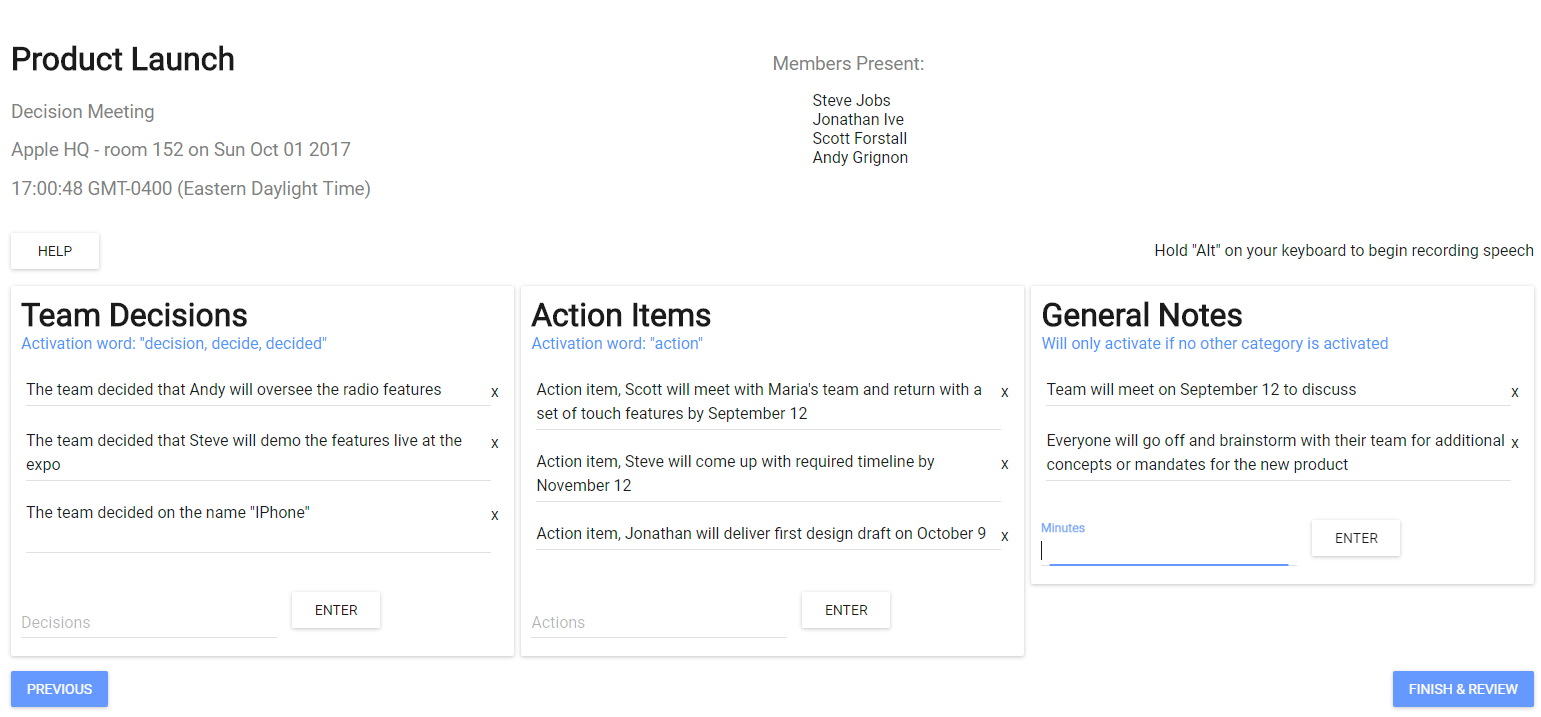 Product Launch
Decision Meeting
Apple HQ - room 152 on Sun Oct 01 2017
17:00:48 GMT-0400 (Eastern Daylight Time)
Members Present:
Steve Jobs
Jonathan Ive
Scott Forstall
Andy Grignon
HELP
Hold "Alt" on your keyboard to begin recording speech
Team Decisions
Activation word: "decision, decide, decided"
The team decided that Andy will oversee the radio features x
The team decided that Steve will demo the features live at the x
expo
The team decided on the name "IPhone" x
Decisions
ENTER
Action Items
Activation word: "action"
Action item, Scott will meet with Maria's team and return with a x
set of touch features by September 12
Action item, Steve will come up with required timeline by x
November 12
Action item, Jonathan will deliver first design draft on October 9 x
Actions
ENTER
General Notes
Will only activate if no other category is activated
Team will meet on September 12 to discuss x
Everyone will go off and brainstorm with their team for additional x
concepts or mandates for the new product
Minutes
ENTER
PREVIOUS
FINISH & REVIEW